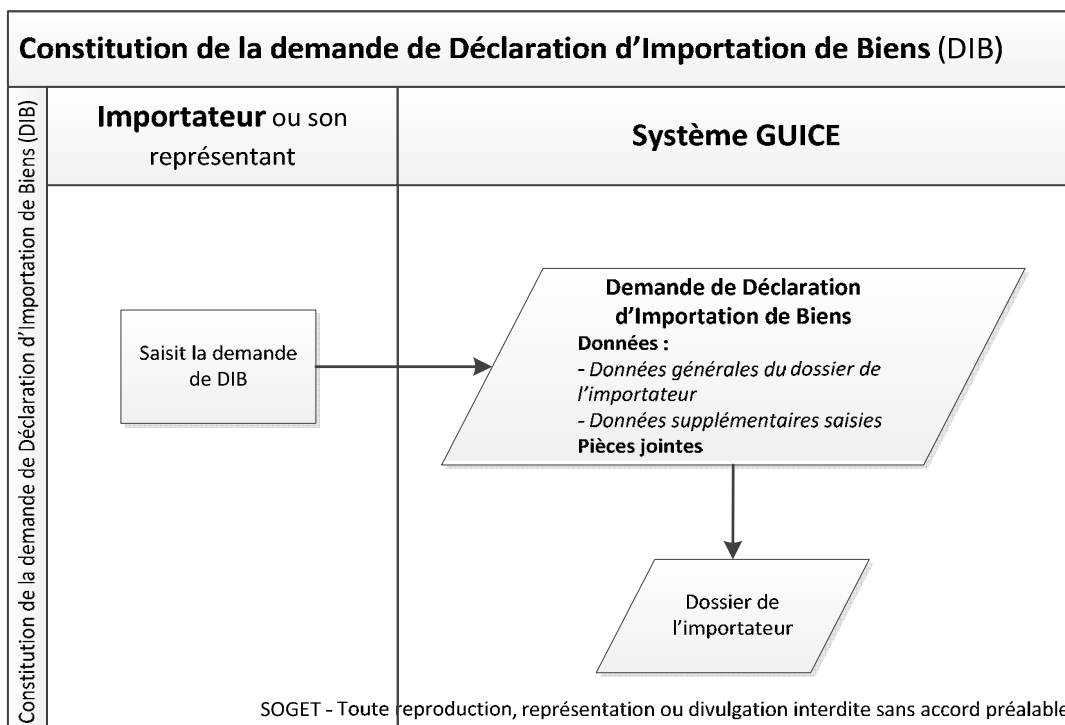 Constitution de la demande de Déclaration d'Importation de Biens (DIB)
Constitution de la demande de Déclaration d'Importation de Biens (DIB)
Importateur ou son
représentant
Système GUICE
Saisit la demande
de DIB
Demande de Déclaration
d'Importation de Biens
Données :
- Données générales du dossier de
l'importateur
- Données supplémentaires saisies
Pièces jointes
Dossier de
l'importateur
SOGET - Toute reproduction, représentation ou divulgation interdite sans accord préalable